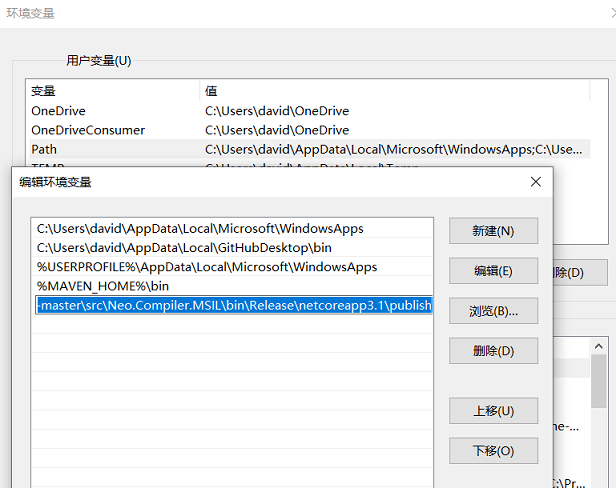 环境变量
用户变量(U)
变量 值
OneDrive C:\Users\david\OneDrive
OneDriveConsumer C:\Users\david\OneDrive
Path C:\Users\david\AppData\Local\Microsoft\WindowsApps;C:\Use...
编辑环境变量
C:\Users\david\AppData\Local\Microsoft\WindowsApps
C:\Users\david\AppData\Local\GitHubDesktop\bin
%USERPROFILE%\AppData\Local\Microsoft\WindowsApps
%MAVEN_HOME%\bin
-master\src\Neo.Compiler.MSIL\bin\Release\netcoreapp3.1\publish
新建(N)
编辑(E)
浏览(B)...
删除(D)
上移(U)
下移(O)
除(D)
ne-...
C:\Pr...